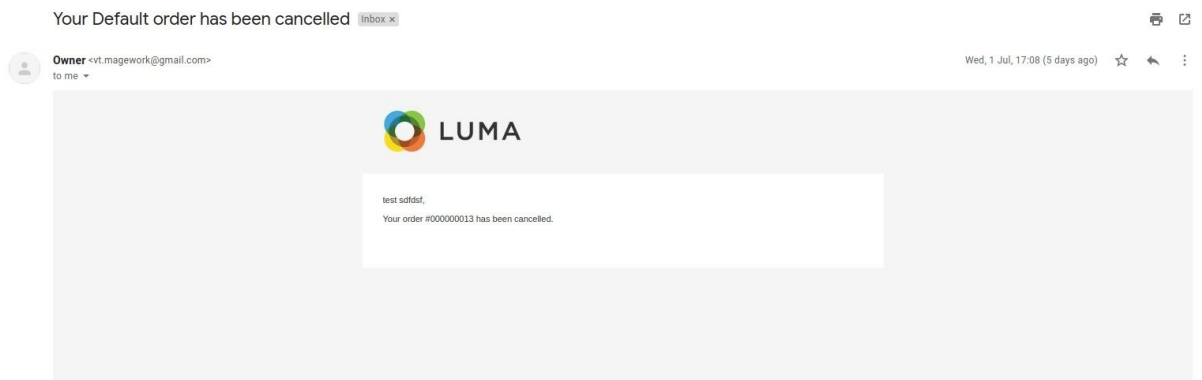 Your Default order has been cancelled Inbox x
Owner <vt.magework@gmail.com> Wed, 1 Jul, 17:08 (5 days ago)
to me
LUMA
test sdfdsf,
Your order #000000013 has been cancelled.